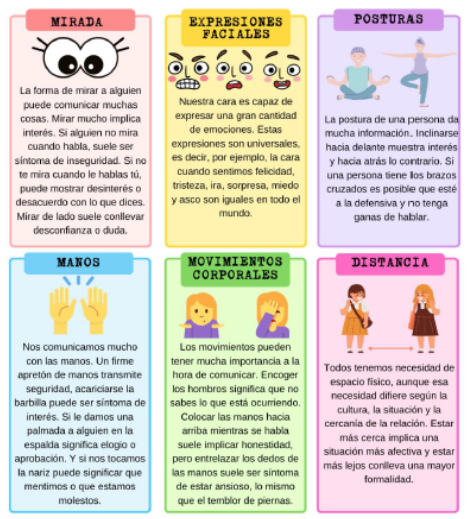 MIRADA
La forma de mirar a alguien
puede comunicar muchas
cosas. Mirar mucho implica
interés. Si alguien no mira
cuando habla, suele ser
síntoma de inseguridad. Si no
te mira cuando le hablas tú,
puede mostrar desinterés o
desacuerdo con lo que dices.
Mirar de lado suele conllevar
desconfianza o duda.
EXPRESIONES
FACIALES
Nuestra cara es capaz de
expresar una gran cantidad
de emociones. Estas
expresiones son universales,
es decir, por ejemplo, la cara
cuando sentimos felicidad,
tristeza, ira, sorpresa, miedo
y asco son iguales en todo el
mundo.
POSTURAS
La postura de una persona da
mucha información. Inclinarse
hacia delante muestra interés
y hacia atrás lo contrario. Si
una persona tiene los brazos
cruzados es posible que esté
a la defensiva y no tenga
ganas de hablar.
MANOS
Nos comunicamos mucho
con las manos. Un firme
apretón de manos transmite
seguridad, acariciarse la
barbilla puede ser síntoma de
interés. Si le damos una
palmada a alguien en la
espalda significa elogio o
aprobación. Y si nos tocamos
la nariz puede significar que
mentimos o que estamos
molestos.
MOVIMIENTOS
CORPORALES
Los movimientos pueden
tener mucha importancia a la
hora de comunicar. Encoger
los hombros significa que no
sabes lo que está ocurriendo.
Colocar las manos hacia
arriba mientras se habla
suele implicar honestidad,
pero entrelazar los dedos de
las manos suele ser síntoma
de estar ansioso, lo mismo
que el temblor de piernas.
DISTANCIA
Todos tenemos necesidad de
espacio físico, aunque esa
necesidad difiere según la
cultura, la situación y la
cercanía de la relación. Estar
más cerca implica una
situación más afectiva y estar
más lejos conlleva una mayor
formalidad.